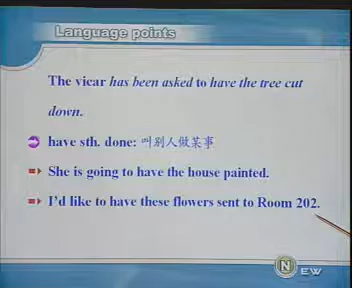 Language points
The vicar has been asked to have the tree cut
down.
have sth. done: 叫别人做某事
She is going to have the house painted.
I'd like to have these flowers sent to Room 202.
N EW